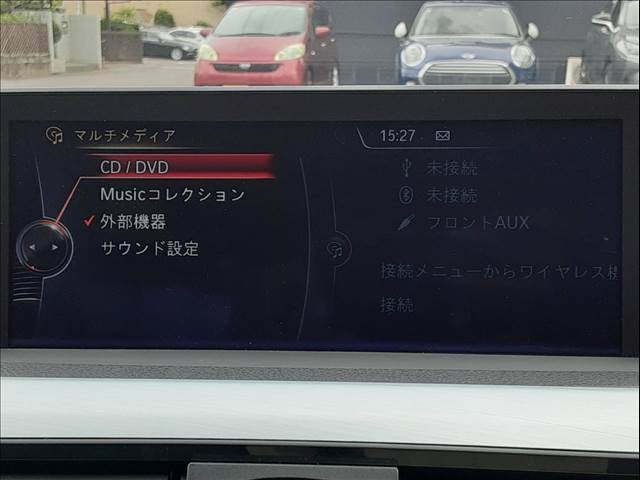 マルチメディア
CD / DVD
Musicコレクション
外部機器
サウンド設定
15:27
未接続
未接続
フロントAUX
接続メニューからワイヤレス
接続